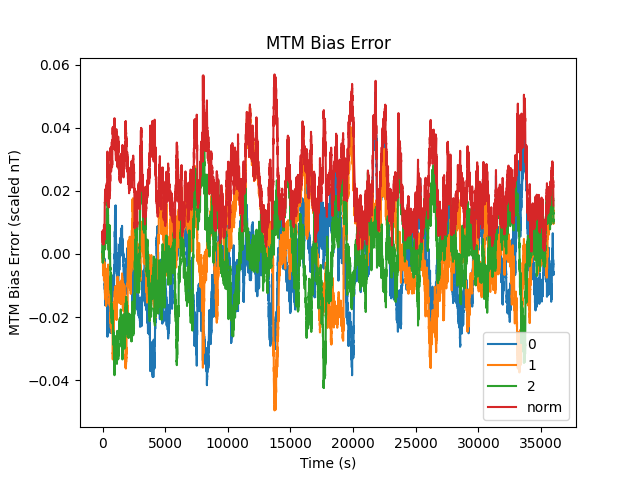 MTM Bias Error
MTM Bias Error (scaled nT)
0.06
0.04
0.02
0.00
−0.02
−0.04
0 5000 10000 15000 20000 25000 30000 35000
Time (s)
0
1
2
norm